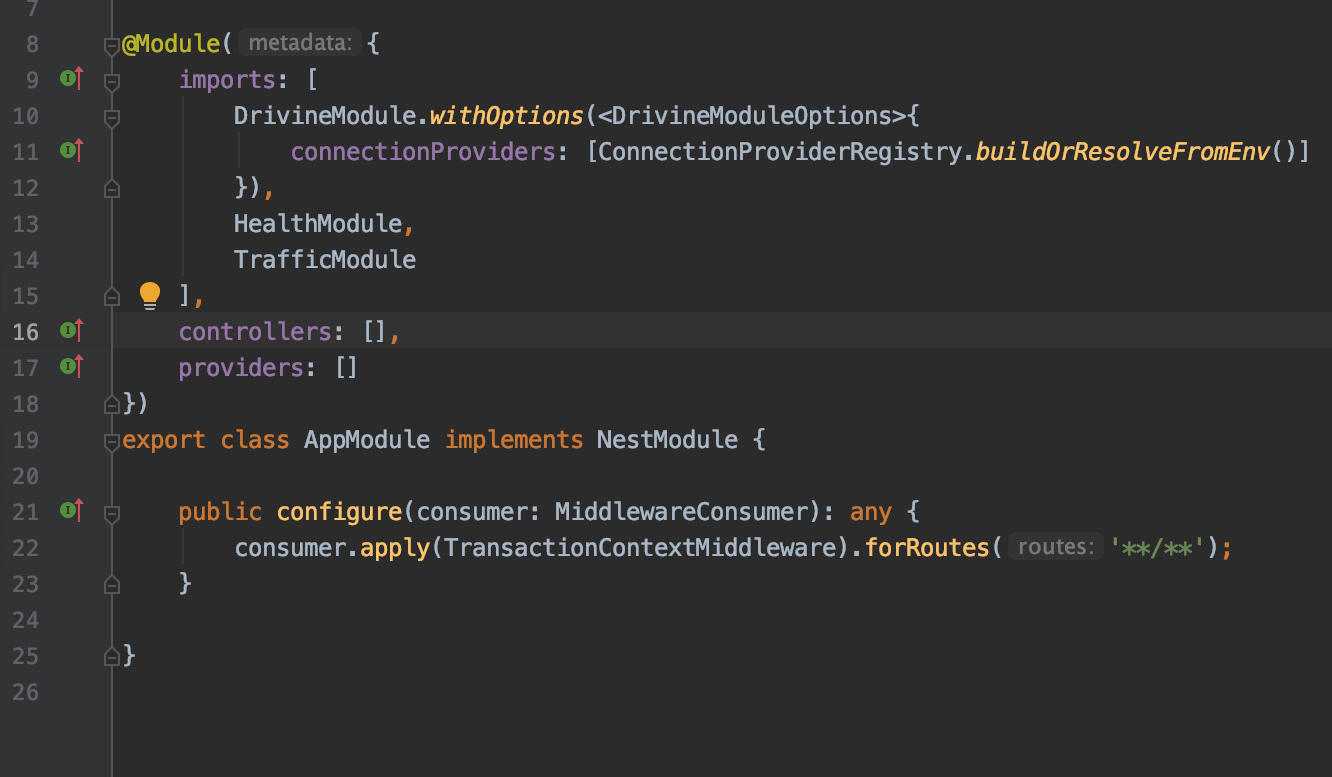 7
8 @Module( metadata: {
9 imports: [
10 DrivineModule.withOptions(<DrivineModuleOptions>{
11 connectionProviders: [ConnectionProviderRegistry.buildOrResolveFromEnv()]
12 }),
13 HealthModule,
14 TrafficModule
15 ],
16 controllers: [],
17 providers: []
18 })
19 export class AppModule implements NestModule {
20
21 public configure(consumer: MiddlewareConsumer): any {
22 consumer.apply(TransactionContextMiddleware).forRoutes( routes: '**/**');
23 }
24
25 }
26